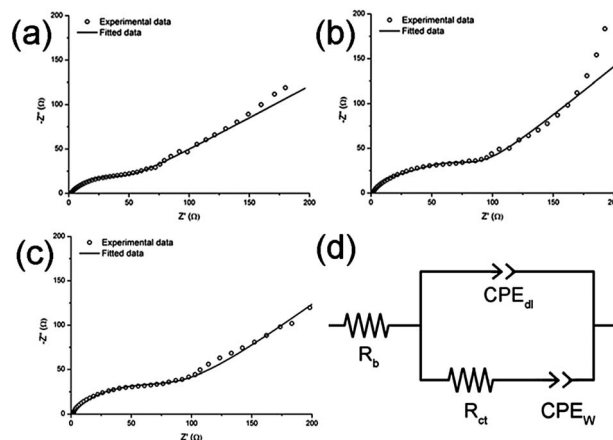 (a)
Experimental data
Fitted data
-Z" (Ω)
200
150
100
50
0
0 50 100 150 200
Z' (Ω)
(b)
Experimental data
Fitted data
-Z" (Ω)
200
150
100
50
0
0 50 100 150 200
Z' (Ω)
(c)
Experimental data
Fitted data
-Z" (Ω)
200
150
100
50
0
0 50 100 150 200
Z' (Ω)
(d)
CPEdl
Rb
Rct
CPEW